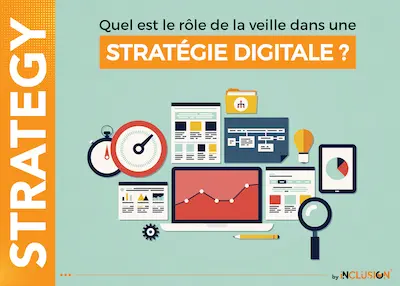 STRATEGY
Quel est le rôle de la veille dans une
STRATÉGIE DIGITALE ?
by INCLUSION